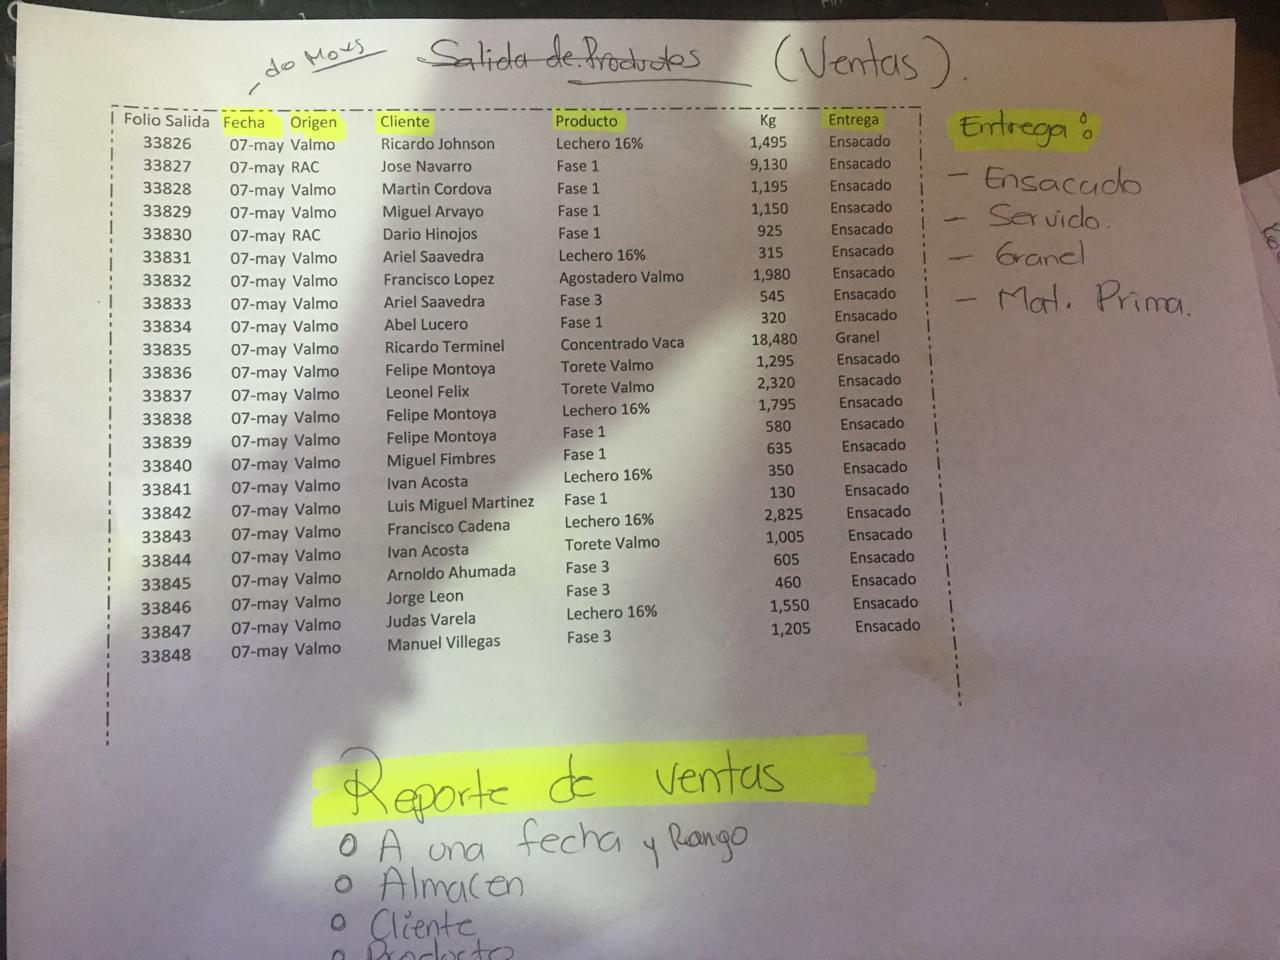 do Movs Salida de Productos (Ventas).
Folio Salida Fecha Origen Cliente Producto Kg Entrega
33826 07-may Valmo Ricardo Johnson Lechero 16% 1,495 Ensacado
33827 07-may RAC Jose Navarro Fase 1 9,130 Ensacado
33828 07-may Valmo Martin Cordova Fase 1 1,195 Ensacado
33829 07-may Valmo Miguel Arvayo Fase 1 1,150 Ensacado
33830 07-may RAC Dario Hinojos Fase 1 925 Ensacado
33831 07-may Valmo Ariel Saavedra Lechero 16% 315 Ensacado
33832 07-may Valmo Francisco Lopez Agostadero Valmo 1,980 Ensacado
33833 07-may Valmo Ariel Saavedra Fase 3 545 Ensacado
33834 07-may Valmo Abel Lucero Fase 1 320 Ensacado
33835 07-may Valmo Ricardo Terminel Concentrado Vaca 18,480 Granel
33836 07-may Valmo Felipe Montoya Torete Valmo 1,295 Ensacado
33837 07-may Valmo Leonel Felix Torete Valmo 2,320 Ensacado
33838 07-may Valmo Felipe Montoya Lechero 16% 1,795 Ensacado
33839 07-may Valmo Felipe Montoya Fase 1 580 Ensacado
33840 07-may Valmo Miguel Fimbres Fase 1 635 Ensacado
33841 07-may Valmo Ivan Acosta Lechero 16% 350 Ensacado
33842 07-may Valmo Luis Miguel Martinez Fase 1 130 Ensacado
33843 07-may Valmo Francisco Cadena Lechero 16% 2,825 Ensacado
33844 07-may Valmo Ivan Acosta Torete Valmo 1,005 Ensacado
33845 07-may Valmo Arnoldo Ahumada Fase 3 605 Ensacado
33846 07-may Valmo Jorge Leon Fase 3 460 Ensacado
33847 07-may Valmo Judas Varela Lechero 16% 1,550 Ensacado
33848 07-may Valmo Manuel Villegas Fase 3 1,205 Ensacado
Entrega:
- Ensacado
- Servido.
- Granel
- Mat. Prima.
Reporte de ventas
A una fecha y Rango
Almacen
Cliente
Producto